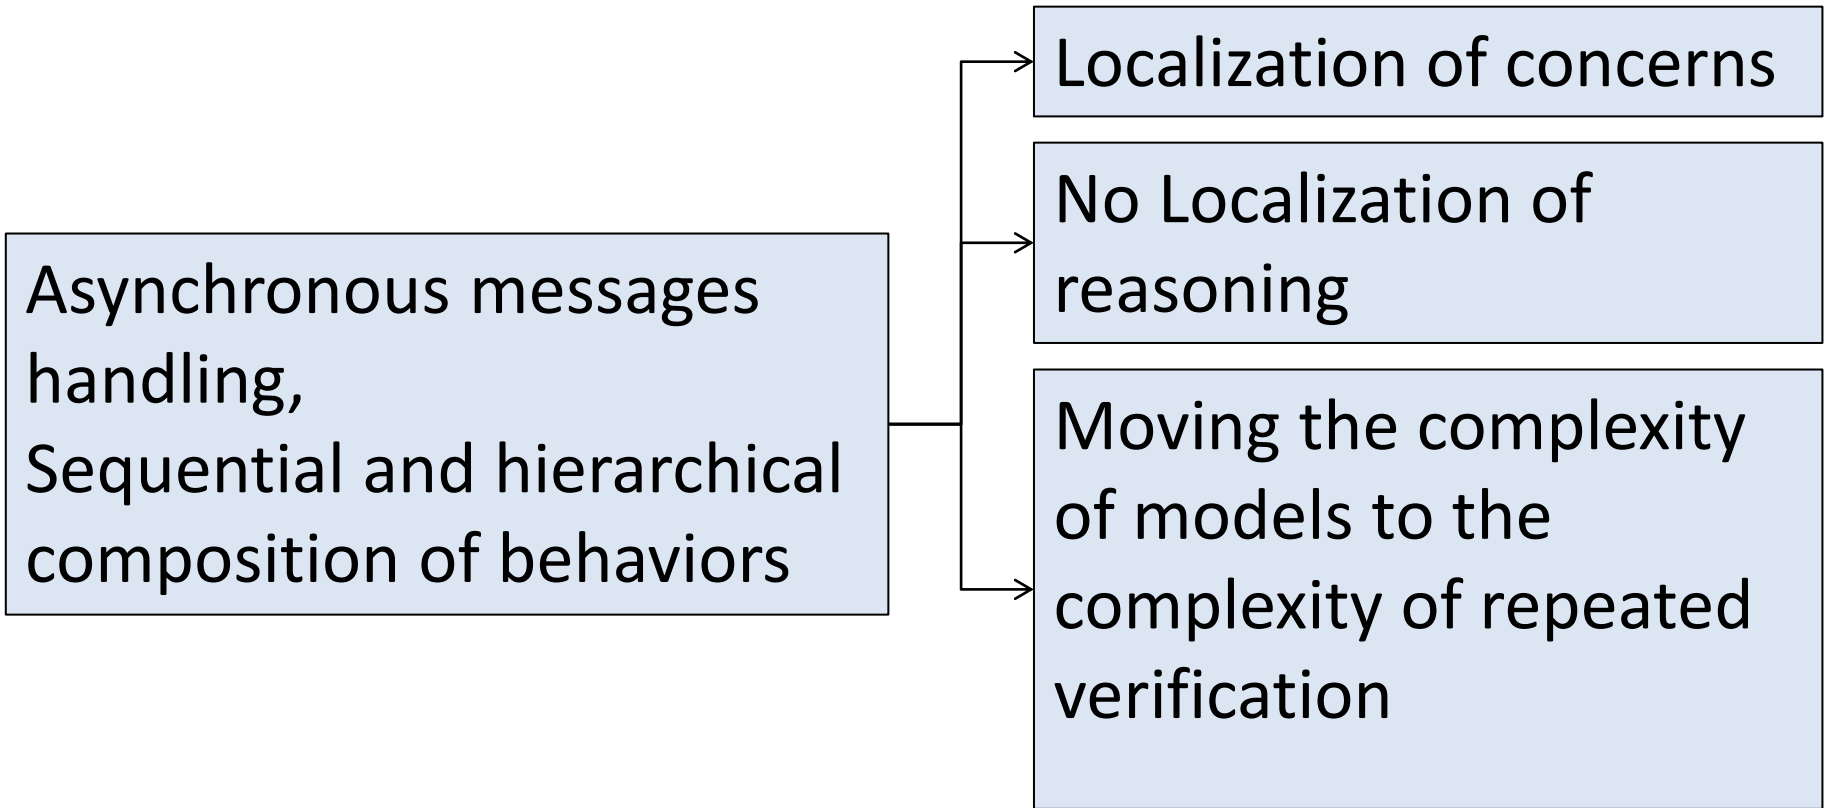 Asynchronous messages
handling,
Sequential and hierarchical
composition of behaviors
Localization of concerns
No Localization of
reasoning
Moving the complexity
of models to the
complexity of repeated
verification